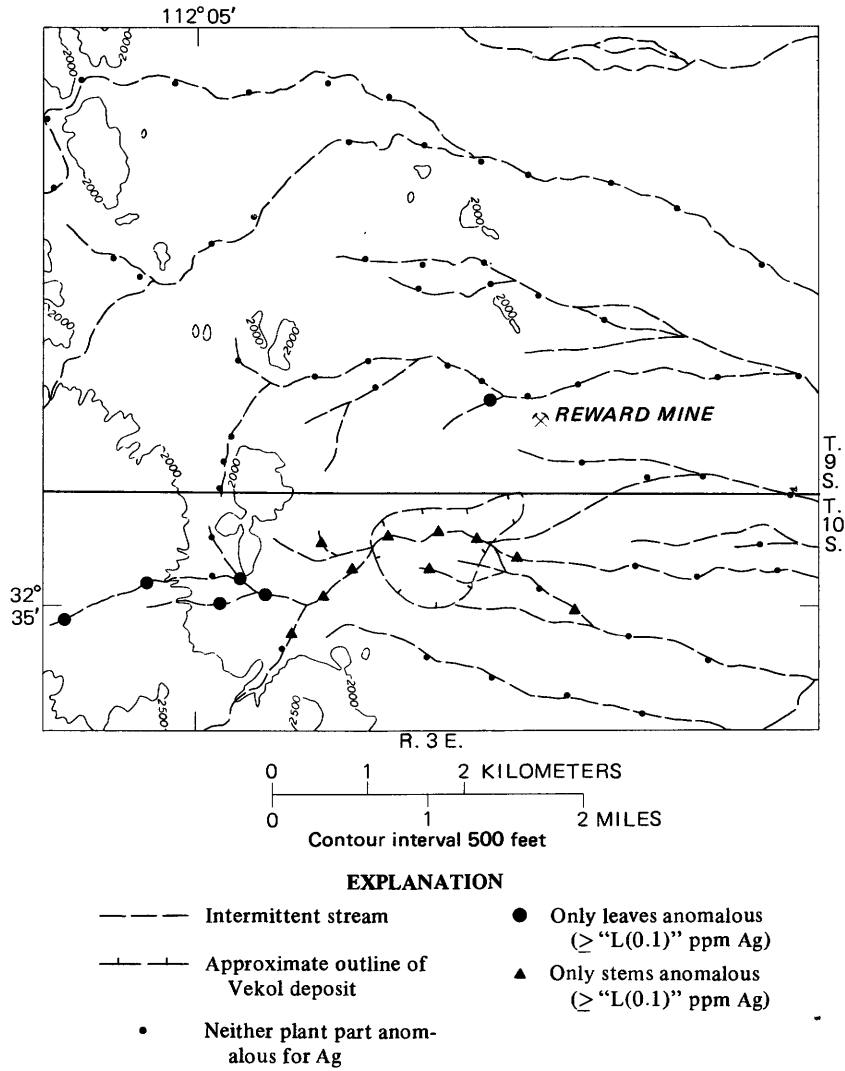 112° 05'
2000
2000
2000
2000
2000
2000
2000
2000
2000
REWARD MINE
T.
9
S.
2000
2000
T.
10
S.
32°
35'
2500
2500
2000
R. 3 E.
0 1 2 KILOMETERS
0 1 2 MILES
Contour interval 500 feet
EXPLANATION
Intermittent stream
Approximate outline of
Vekol deposit
Neither plant part anom-
alous for Ag
Only leaves anomalous
(≥ “L(0.1)” ppm Ag)
Only stems anomalous
(≥ “L(0.1)” ppm Ag)